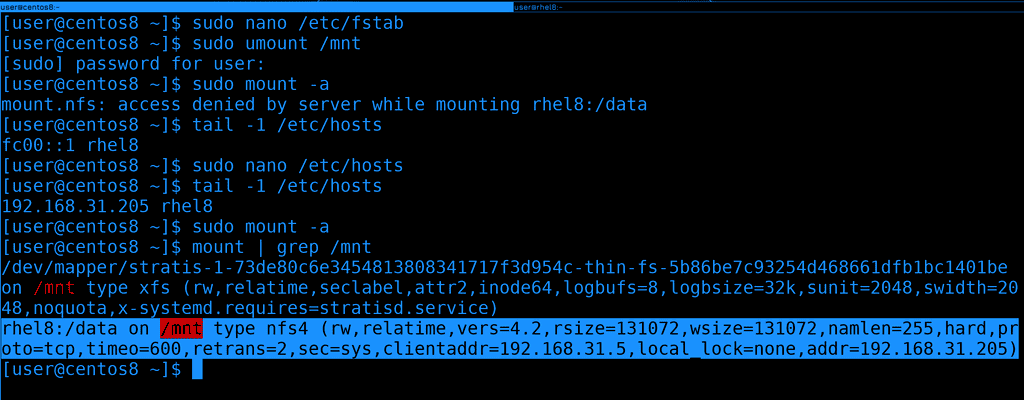 user@centos8:~ user@rhel8:~
[user@centos8 ~]$ sudo nano /etc/fstab
[user@centos8 ~]$ sudo umount /mnt
[sudo] password for user:
[user@centos8 ~]$ sudo mount -a
mount.nfs: access denied by server while mounting rhel8:/data
[user@centos8 ~]$ tail -1 /etc/hosts
fc00::1 rhel8
[user@centos8 ~]$ sudo nano /etc/hosts
[user@centos8 ~]$ tail -1 /etc/hosts
192.168.31.205 rhel8
[user@centos8 ~]$ sudo mount -a
[user@centos8 ~]$ mount | grep /mnt
/dev/mapper/stratis-1-73de80c6e3454813808341717f3d954c-thin-fs-5b86be7c93254d468661dfb1bc1401be
on /mnt type xfs (rw,relatime,seclabel,attr2,inode64,logbufs=8,logbsize=32k,sunit=2048,swidth=20
48,noquota,x-systemd.requires=stratisd.service)
rhel8:/data on /mnt type nfs4 (rw,relatime,vers=4.2,rsize=131072,wsize=131072,namlen=255,hard,pr
oto=tcp,timeo=600,retrans=2,sec=sys,clientaddr=192.168.31.5,local_lock=none,addr=192.168.31.205)
[user@centos8 ~]$